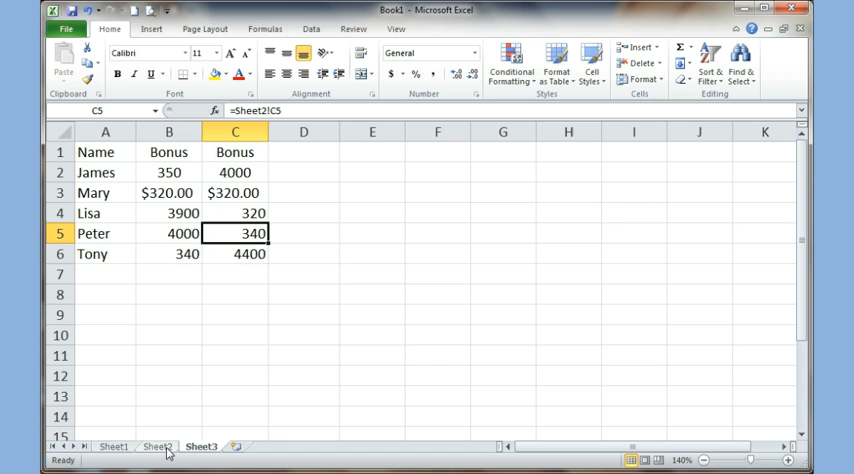 Book1 - Microsoft Excel
File Home Insert Page Layout Formulas Data Review View
Paste
Calibri 11
B I U
A A
General
$ % ,
Conditional Formatting
Format as Table
Cell Styles
Insert
Delete
Format
Σ
Sort & Filter
Find & Select
Clipboard Font Alignment Number Styles Cells Editing
C5 fx =Sheet2!C5
A B C D E F G H I J K
1 Name Bonus Bonus
2 James 350 4000
3 Mary $320.00 $320.00
4 Lisa 3900 320
5 Peter 4000 340
6 Tony 340 4400
7
8
9
10
11
12
13
14
15
Sheet1 Sheet2 Sheet3
Ready 140%